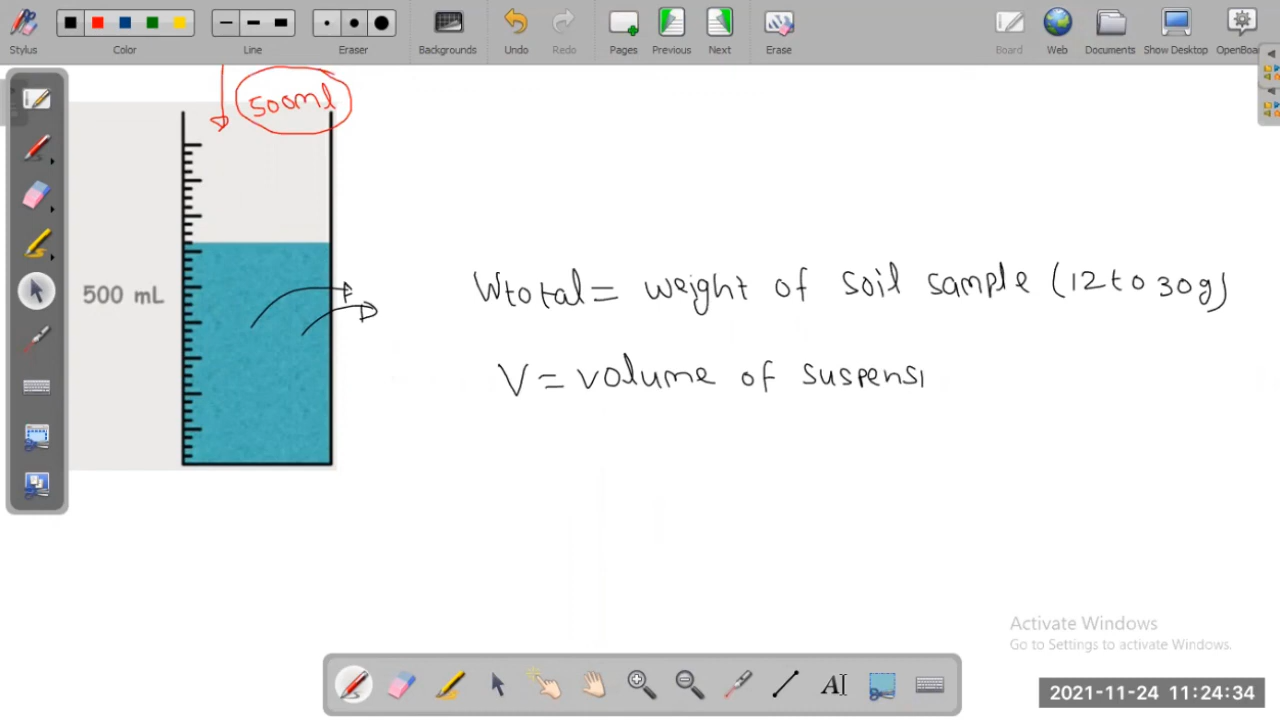 Stylus
Color
Line
Eraser
Backgrounds
Undo
Redo
Pages
Previous
Next
Erase
Board
Web
Documents
Show Desktop
OpenBoa
500ml
500 mL
Wtotal = weight of soil sample (12 to 30g)
V = volume of suspensi
Activate Windows
Go to Settings to activate Windows.
AI
2021-11-24 11:24:34